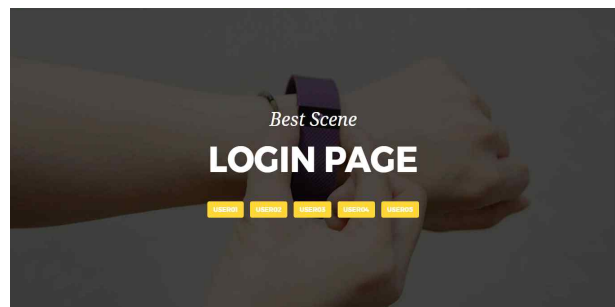 Best Scene
LOGIN PAGE
USER01 USER02 USER03 USER04 USER05